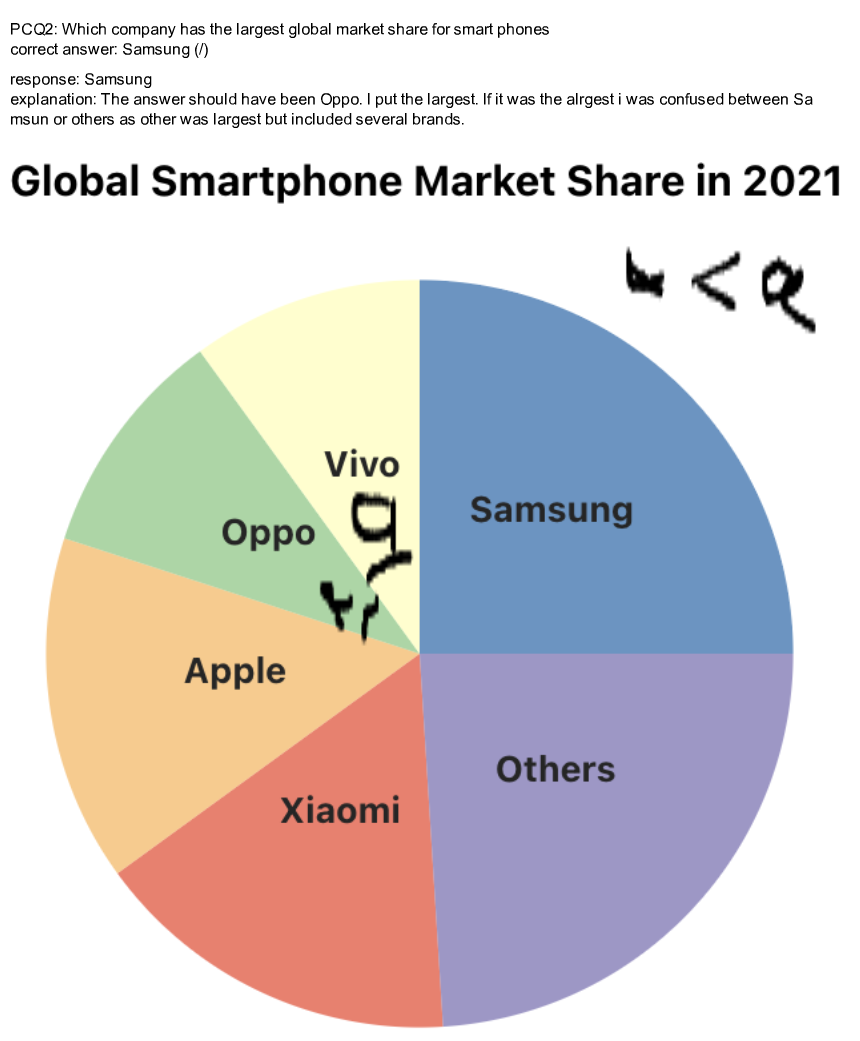 PCQ2: Which company has the largest global market share for smart phones
correct answer: Samsung (/)
response: Samsung
explanation: The answer should have been Oppo. I put the largest. If it was the alrgest i was confused between Sa
msun or others as other was largest but included several brands.
Global Smartphone Market Share in 2021
Vivo
Samsung
Oppo
Apple
Others
Xiaomi